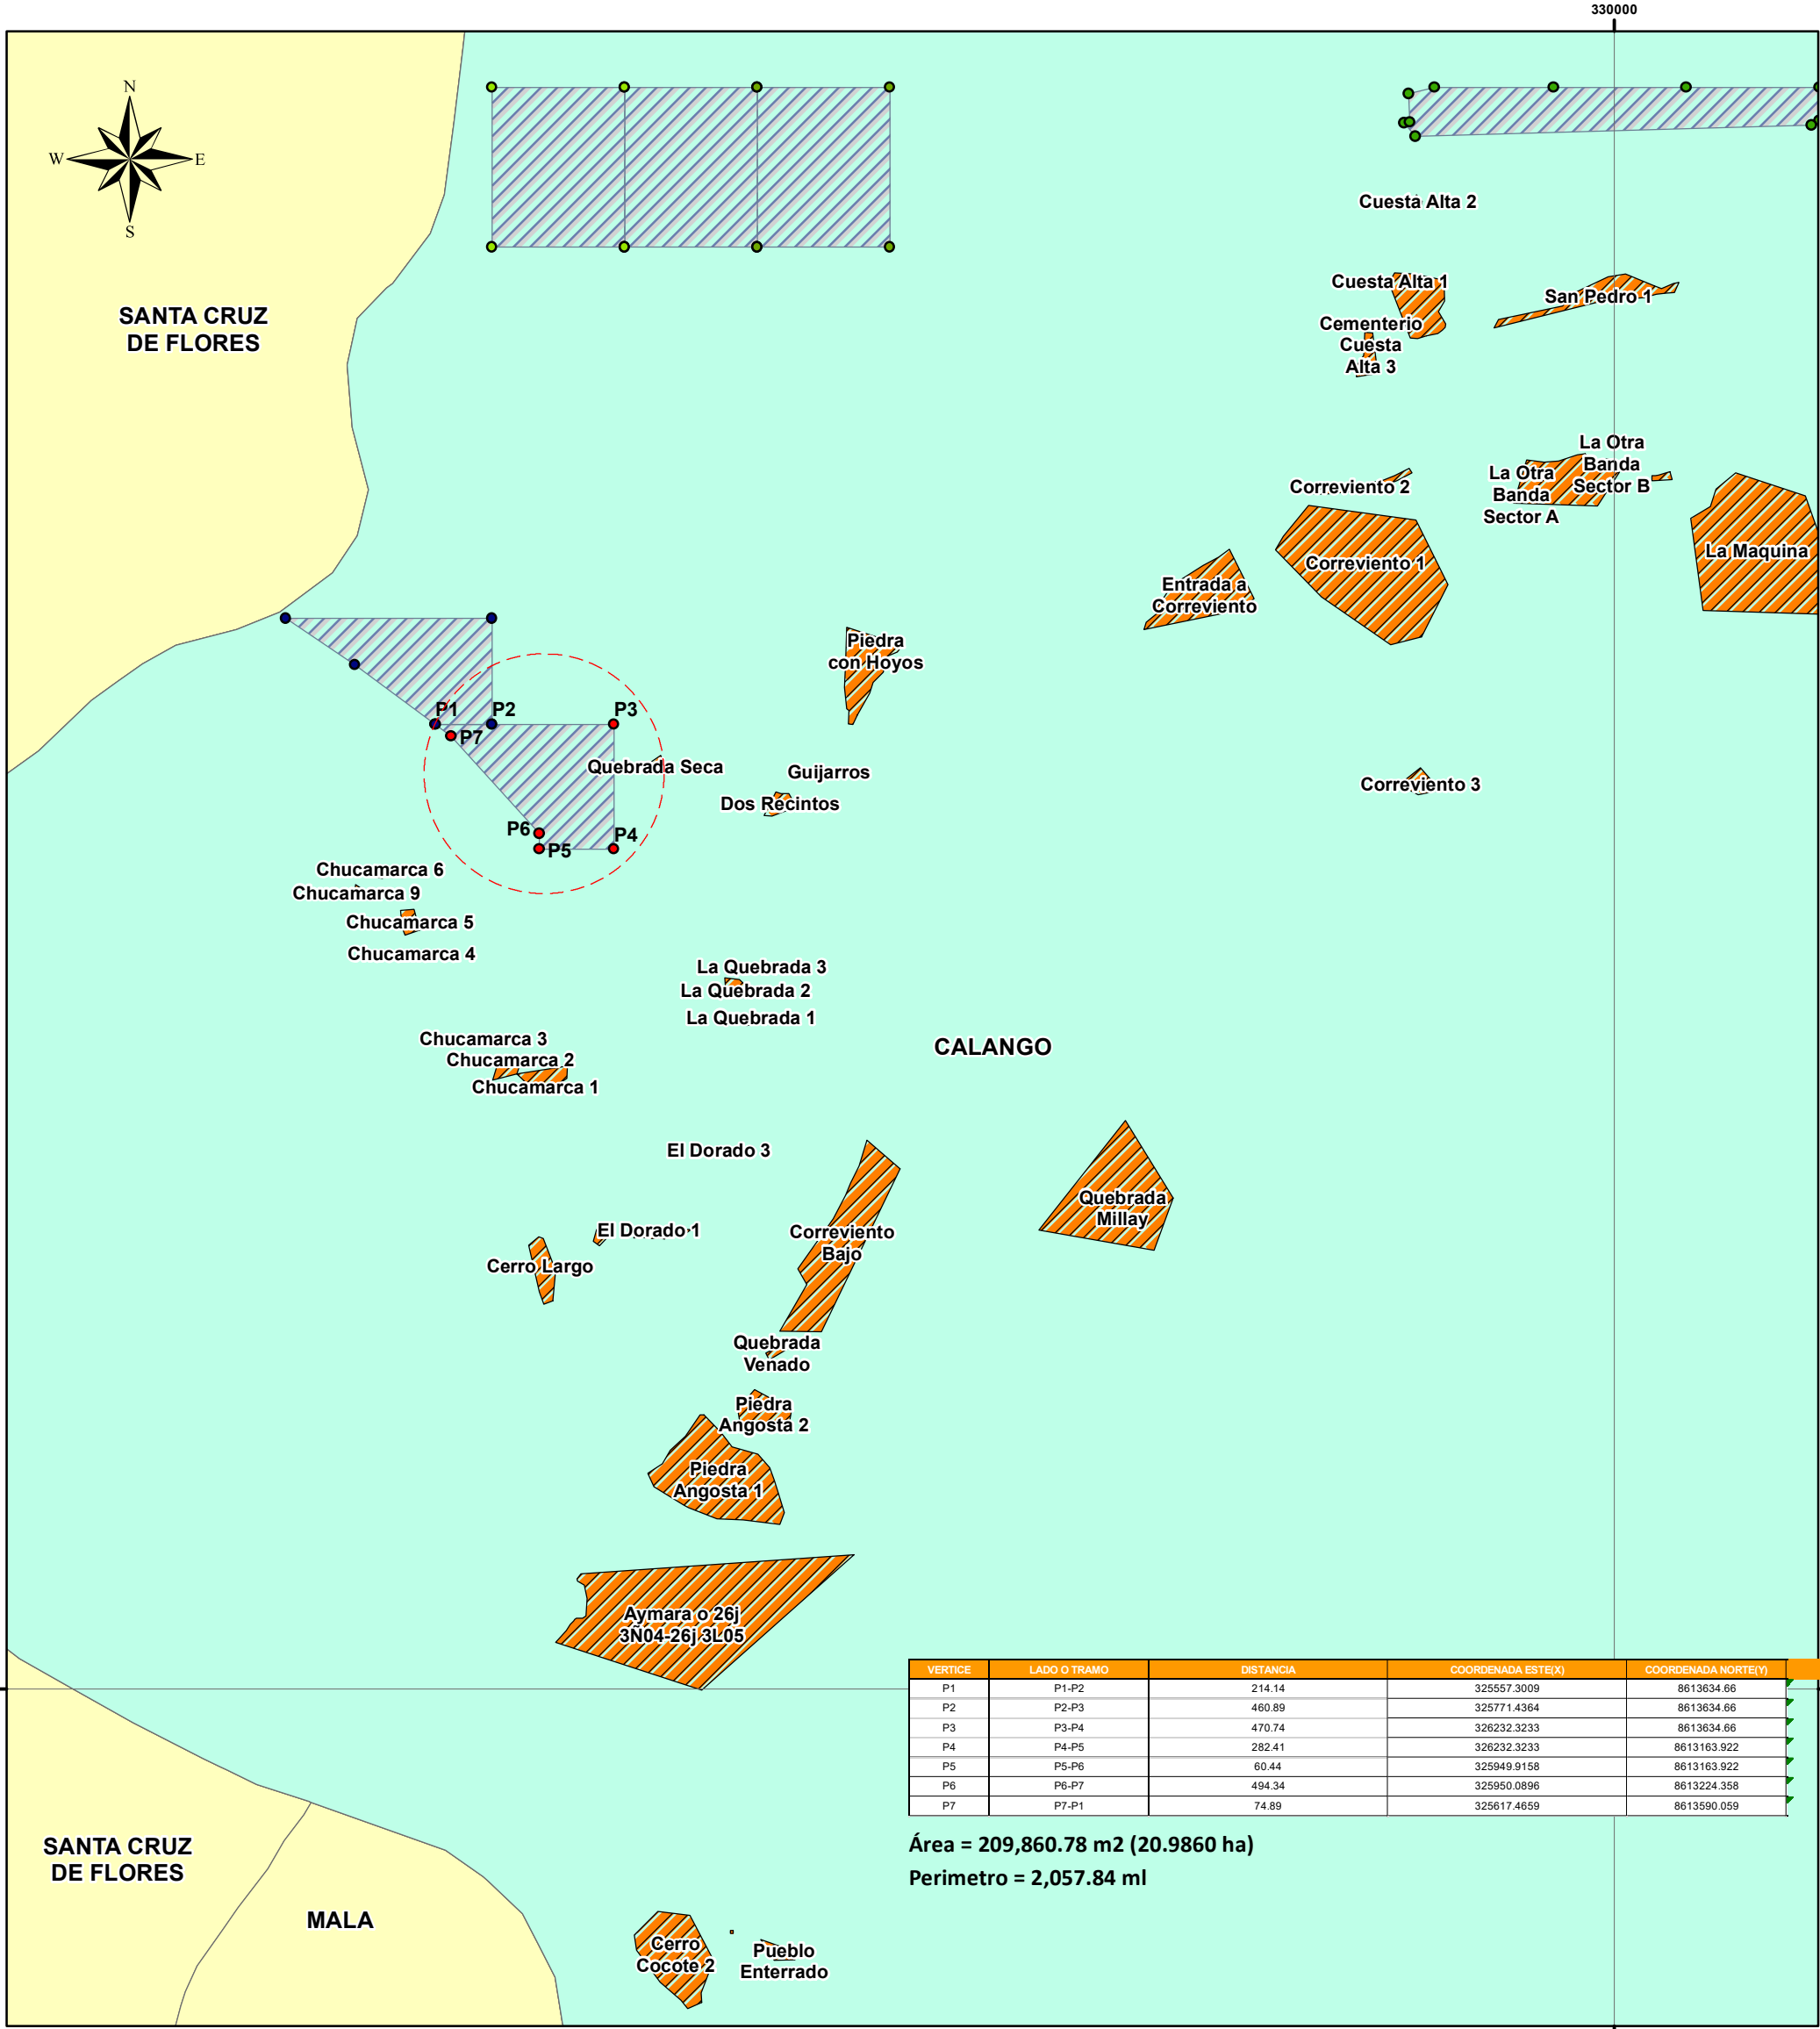 330000
N
W
E
S
SANTA CRUZ
DE FLORES
Cuesta Alta 2
Cuesta Alta 1
San Pedro 1
Cementerio
Cuesta
Alta 3
La Otra
Banda
Sector B
La Otra
Banda
Sector A
Correviento 2
La Maquina
Correviento 1
Entrada a
Correviento
Piedra
con Hoyos
P1
P2
P3
P7
Quebrada Seca
Guijarros
Dos Recintos
Correviento 3
P6
P4
P5
Chucamarca 6
Chucamarca 9
Chucamarca 5
Chucamarca 4
La Quebrada 3
La Quebrada 2
La Quebrada 1
Chucamarca 3
Chucamarca 2
Chucamarca 1
CALANGO
El Dorado 3
Quebrada
Millay
El Dorado 1
Correviento
Bajo
Cerro Largo
Quebrada
Venado
Piedra
Angosta 2
Piedra
Angosta 1
Aymara o 26j
3Ñ04-26j 3L05
VERTICE LADO O TRAMO DISTANCIA COORDENADA ESTE(X) COORDENADA NORTE(Y)
P1 P1-P2 214.14 325557.3009 8613634.66
P2 P2-P3 460.89 325771.4364 8613634.66
P3 P3-P4 470.74 326232.3233 8613634.66
P4 P4-P5 282.41 326232.3233 8613163.922
P5 P5-P6 60.44 325949.9158 8613163.922
P6 P6-P7 494.34 325950.0896 8613224.358
P7 P7-P1 74.89 325617.4659 8613590.059
Área = 209,860.78 m2 (20.9860 ha)
Perimetro = 2,057.84 ml
SANTA CRUZ
DE FLORES
MALA
Cerro
Cocote 2
Pueblo
Enterrado